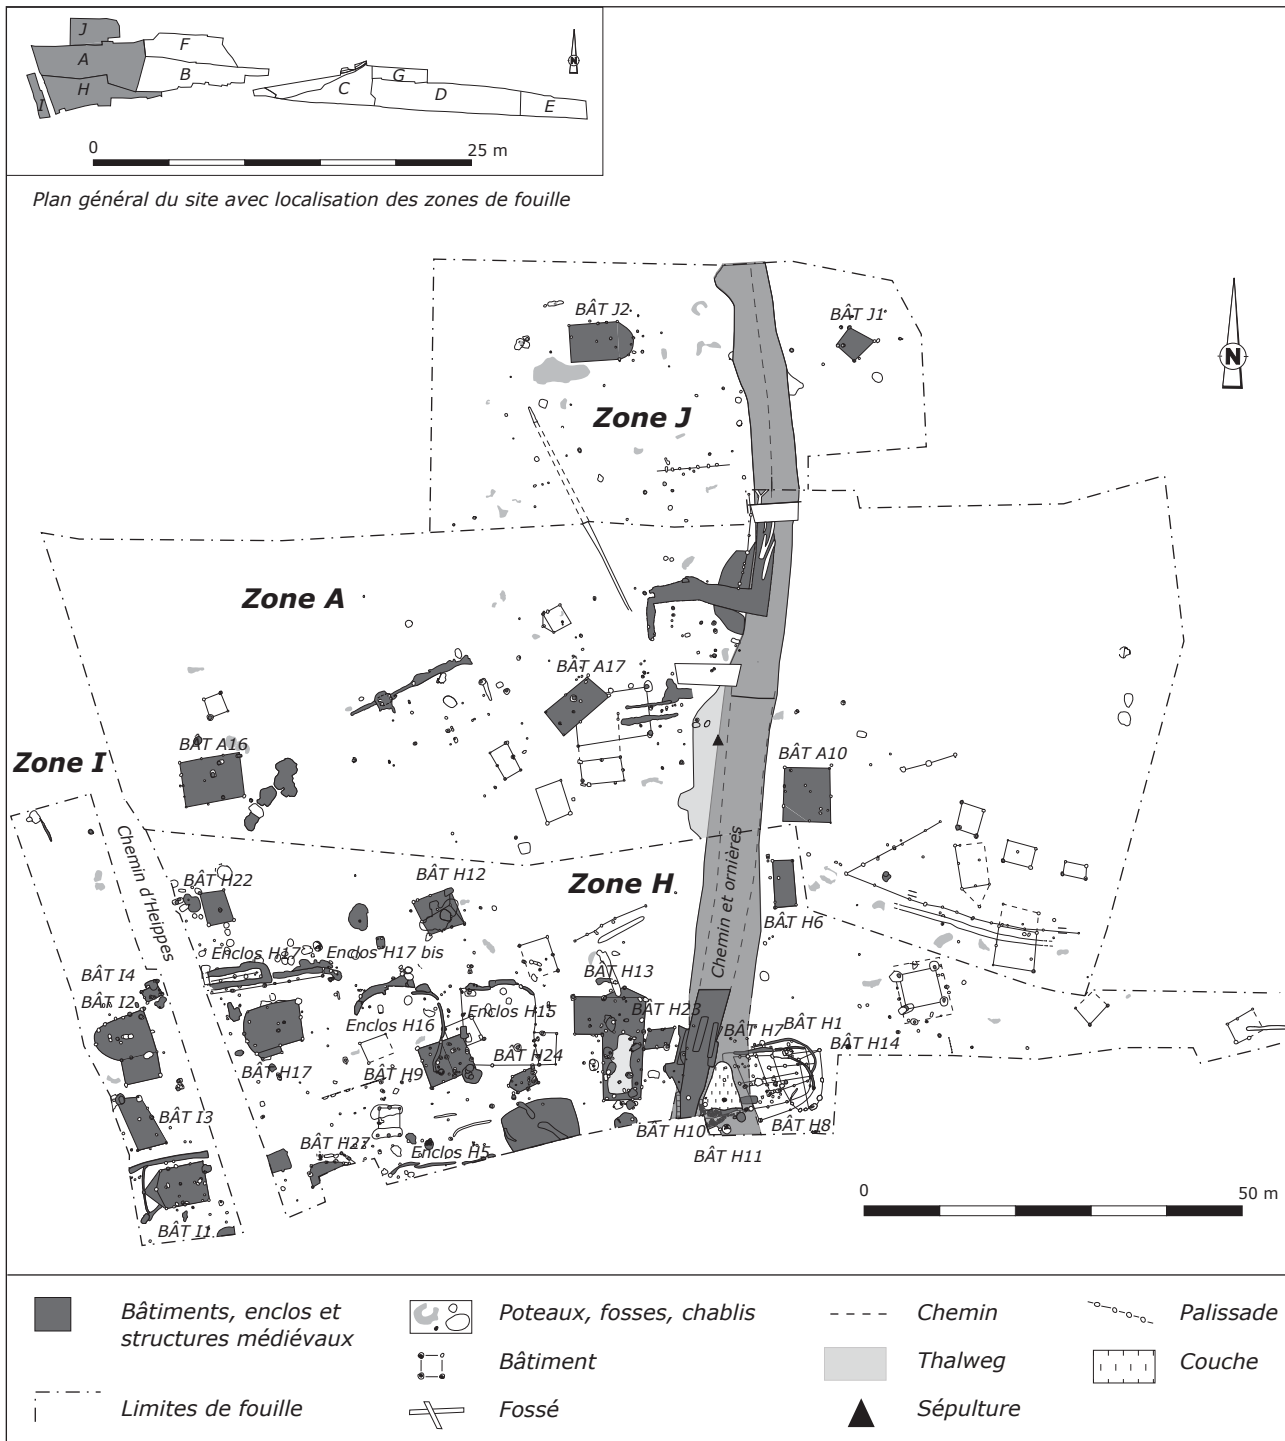 J
A
F
B
H
I
C
G
D
E
N
0 25 m
Plan général du site avec localisation des zones de fouille
BÂT J2
BÂT J1
N
Zone J
Zone A
BÂT A17
Zone I
BÂT A16
BÂT A10
Chemin d'Heippes
Chemin et ornières
BÂT H22
BÂT H12
Zone H
BÂT H6
Enclos H17
Enclos H17 bis
BÂT I4
BÂT H13
BÂT I2
Enclos H16
Enclos H15
BÂT H23
BÂT H7
BÂT H1
BÂT H14
BÂT H17
BÂT H9
BÂT H24
BÂT I3
BÂT H10
BÂT H8
BÂT H27
Enclos H5
BÂT H11
BÂT I1
0 50 m
Bâtiments, enclos et
structures médiévaux
Limites de fouille
Poteaux, fosses, chablis
Bâtiment
Fossé
Chemin
Thalweg
Sépulture
Palissade
Couche